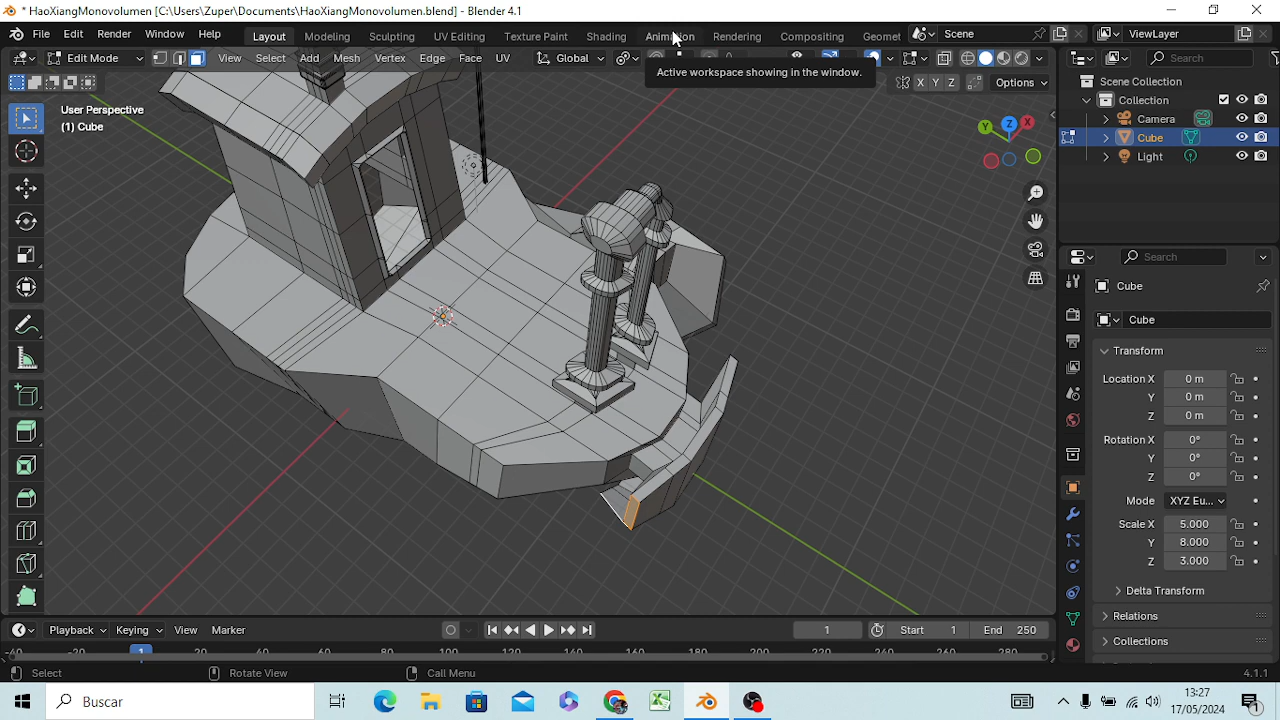 * HaoXiangMonovolumen [C:\Users\Zuper\Documents\HaoXiangMonovolumen.blend] - Blender 4.1
File Edit Render Window Help Layout Modeling Sculpting UV Editing Texture Paint Shading Animation Rendering Compositing Geomet Scene ViewLayer
Edit Mode View Select Add Mesh Vertex Edge Face UV Global Search
Active workspace showing in the window.
X Y Z Options
User Perspective
(1) Cube
Z
X
Y
Scene Collection
Collection
Camera
Cube
Light
Search
Cube
Cube
Transform
Location X 0 m
Y 0 m
Z 0 m
Rotation X 0°
Y 0°
Z 0°
Mode XYZ Eu...
Scale X 5.000
Y 8.000
Z 3.000
Delta Transform
Relations
Collections
Playback Keying View Marker 1 Start 1 End 250
-40 -20 1 20 40 60 80 100 120 140 160 180 200 220 240 260 280
Select Rotate View Call Menu 4.1.1
Buscar
13:27
17/05/2024
1